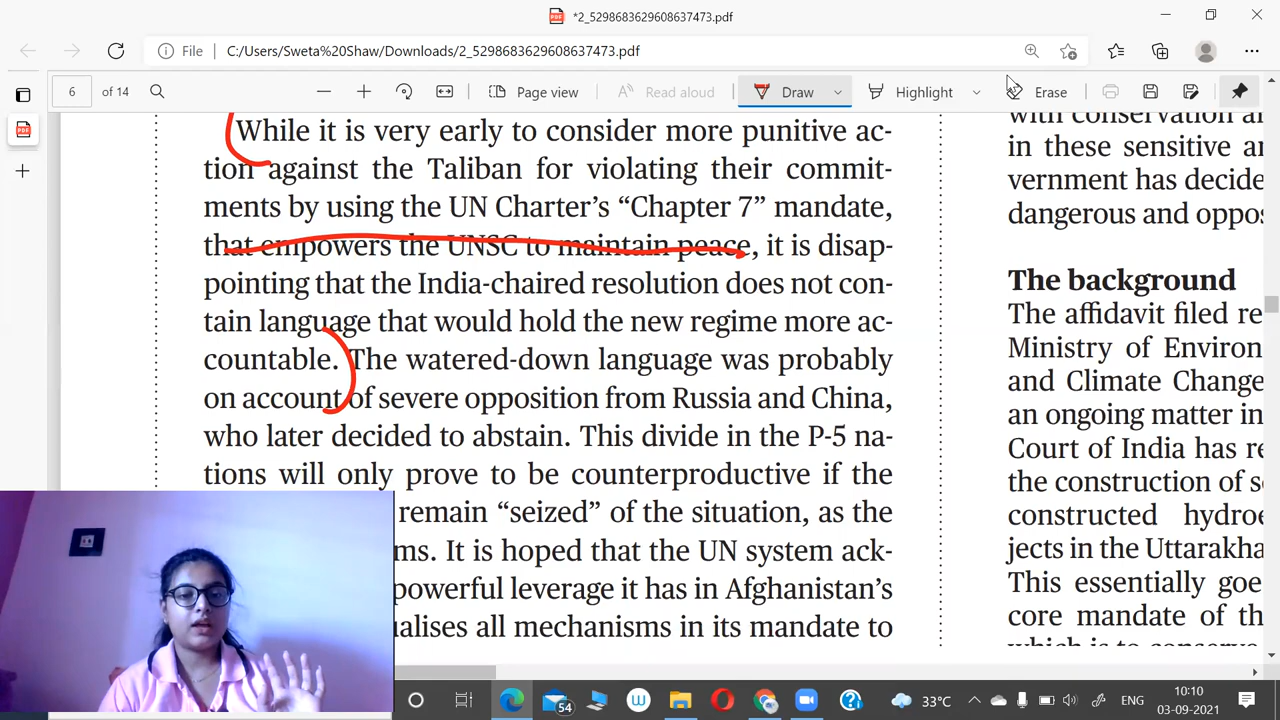 *2_5298683629608637473.pdf
File C:/Users/Sweta%20Shaw/Downloads/2_5298683629608637473.pdf
6 of 14 Page view Read aloud Draw Highlight Erase
While it is very early to consider more punitive ac-
tion against the Taliban for violating their commit-
ments by using the UN Charter's “Chapter 7” mandate,
that empowers the UNSC to maintain peace, it is disap-
pointing that the India-chaired resolution does not con-
tain language that would hold the new regime more ac-
countable. The watered-down language was probably
on account of severe opposition from Russia and China,
who later decided to abstain. This divide in the P-5 na-
tions will only prove to be counterproductive if the
remain “seized” of the situation, as the
ms. It is hoped that the UN system ack-
powerful leverage it has in Afghanistan's
ualises all mechanisms in its mandate to
with conservation a
in these sensitive a
vernment has decide
dangerous and oppos
The background
The affidavit filed re
Ministry of Environ
and Climate Change
an ongoing matter in
Court of India has re
the construction of s
constructed hydroe
jects in the Uttarakha
This essentially goe
core mandate of th
which is to conserv
54
W
33°C ENG
10:10
03-09-2021